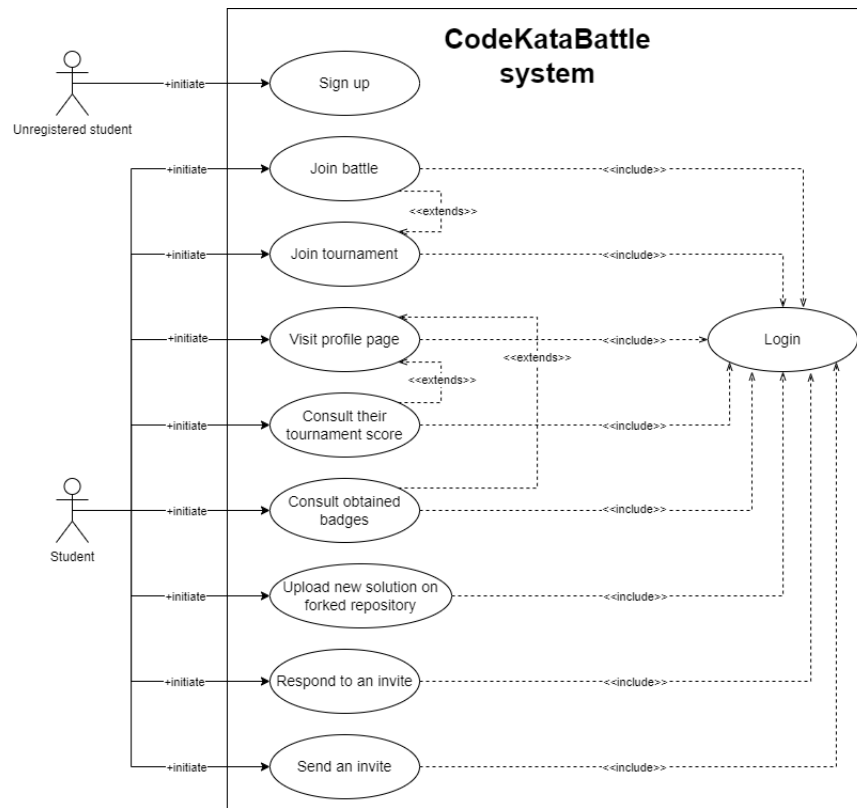 CodeKataBattle
system
+initiate
Sign up
Unregistered student
+initiate
Join battle
<<include>>
<<extends>>
+initiate
Join tournament
<<include>>
+initiate
Visit profile page
<<include>>
Login
<<extends>>
<<extends>>
+initiate
Consult their
tournament score
<<include>>
+initiate
Consult obtained
badges
<<include>>
Student
+initiate
Upload new solution on
forked repository
<<include>>
+initiate
Respond to an invite
<<include>>
+initiate
Send an invite
<<include>>